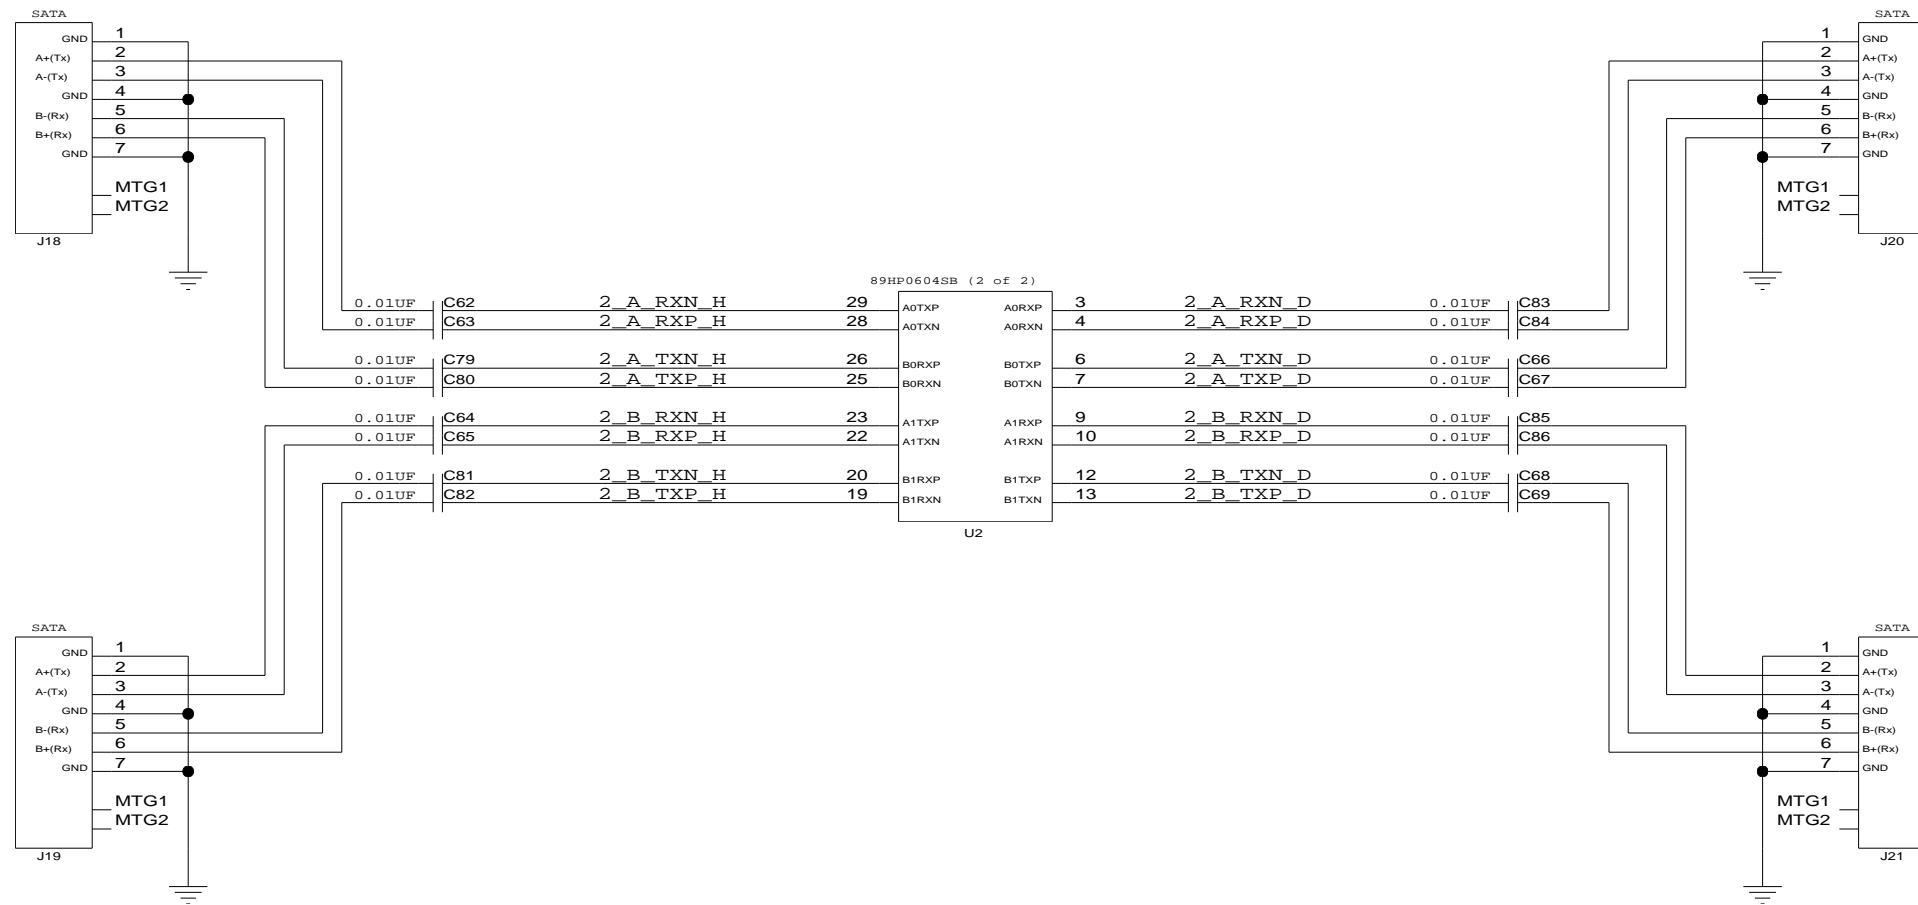 SATA
GND 1
A+(Tx) 2
A-(Tx) 3
GND 4
B-(Rx) 5
B+(Rx) 6
GND 7
MTG1
MTG2
J18
SATA
1 GND
2 A+(Tx)
3 A-(Tx)
4 GND
5 B-(Rx)
6 B+(Rx)
7 GND
MTG1
MTG2
J20
89HP0604SB (2 of 2)
0.01UF C62 2_A_RXN_H 29 A0TXP A0RXP 3 2_A_RXN_D 0.01UF C83
0.01UF C63 2_A_RXP_H 28 A0TXN A0RXN 4 2_A_RXP_D 0.01UF C84
0.01UF C79 2_A_TXN_H 26 B0RXP B0TXP 6 2_A_TXN_D 0.01UF C66
0.01UF C80 2_A_TXP_H 25 B0RXN B0TXN 7 2_A_TXP_D 0.01UF C67
0.01UF C64 2_B_RXN_H 23 A1TXP A1RXP 9 2_B_RXN_D 0.01UF C85
0.01UF C65 2_B_RXP_H 22 A1TXN A1RXN 10 2_B_RXP_D 0.01UF C86
0.01UF C81 2_B_TXN_H 20 B1RXP B1TXP 12 2_B_TXN_D 0.01UF C68
0.01UF C82 2_B_TXP_H 19 B1RXN B1TXN 13 2_B_TXP_D 0.01UF C69
U2
SATA
GND 1
A+(Tx) 2
A-(Tx) 3
GND 4
B-(Rx) 5
B+(Rx) 6
GND 7
MTG1
MTG2
J19
SATA
1 GND
2 A+(Tx)
3 A-(Tx)
4 GND
5 B-(Rx)
6 B+(Rx)
7 GND
MTG1
MTG2
J21